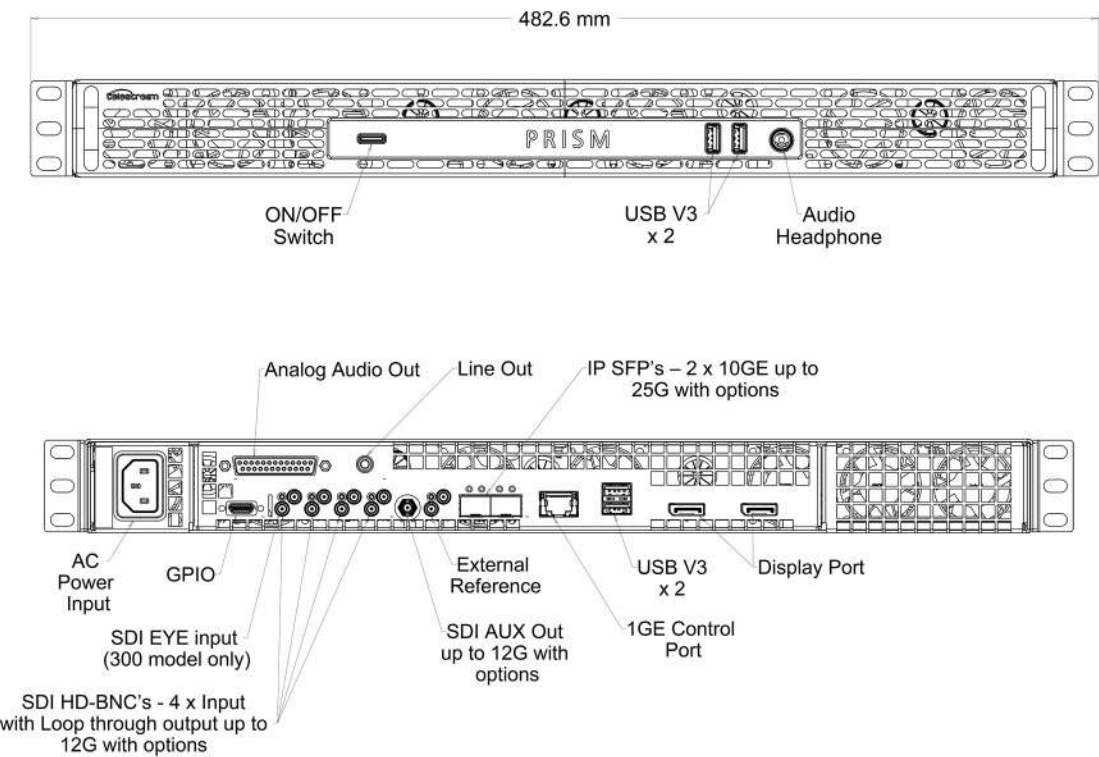 482.6 mm
telestream
PRISM
ON/OFF
Switch
USB V3
x 2
Audio
Headphone
Analog Audio Out
Line Out
IP SFP's – 2 x 10GE up to
25G with options
AC
Power
Input
GPIO
External
Reference
USB V3
x 2
Display Port
SDI EYE input
(300 model only)
SDI AUX Out
up to 12G with
options
1GE Control
Port
SDI HD-BNC's - 4 x Input
with Loop through output up to
12G with options